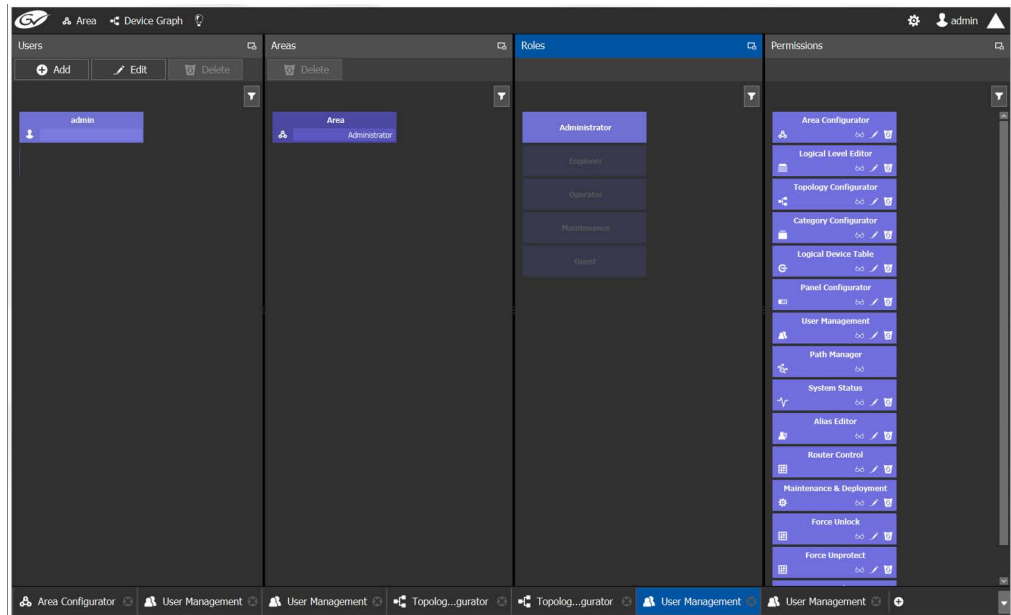 Area Device Graph admin
Users Areas Roles Permissions
Add Edit Delete Delete
admin Area Administrator Area Configurator
Administrator
Engineer Logical Level Editor
Operator Topology Configurator
Maintenance Category Configurator
Guest Logical Device Table
Panel Configurator
User Management
Path Manager
System Status
Alias Editor
Router Control
Maintenance & Deployment
Force Unlock
Force Unprotect
Area Configurator User Management User Management Topolog...gurator Topolog...gurator User Management User Management